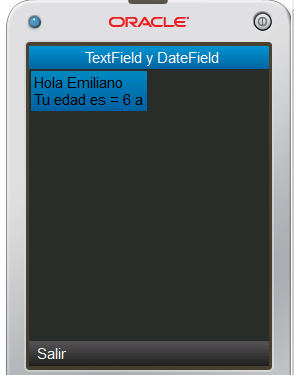 ORACLE
TextField y DateField
Hola Emiliano
Tu edad es = 6 a
Salir